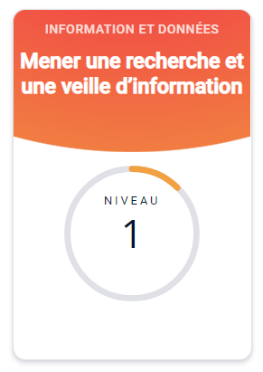 INFORMATION ET DONNÉES
Mener une recherche et
une veille d’information
NIVEAU
1